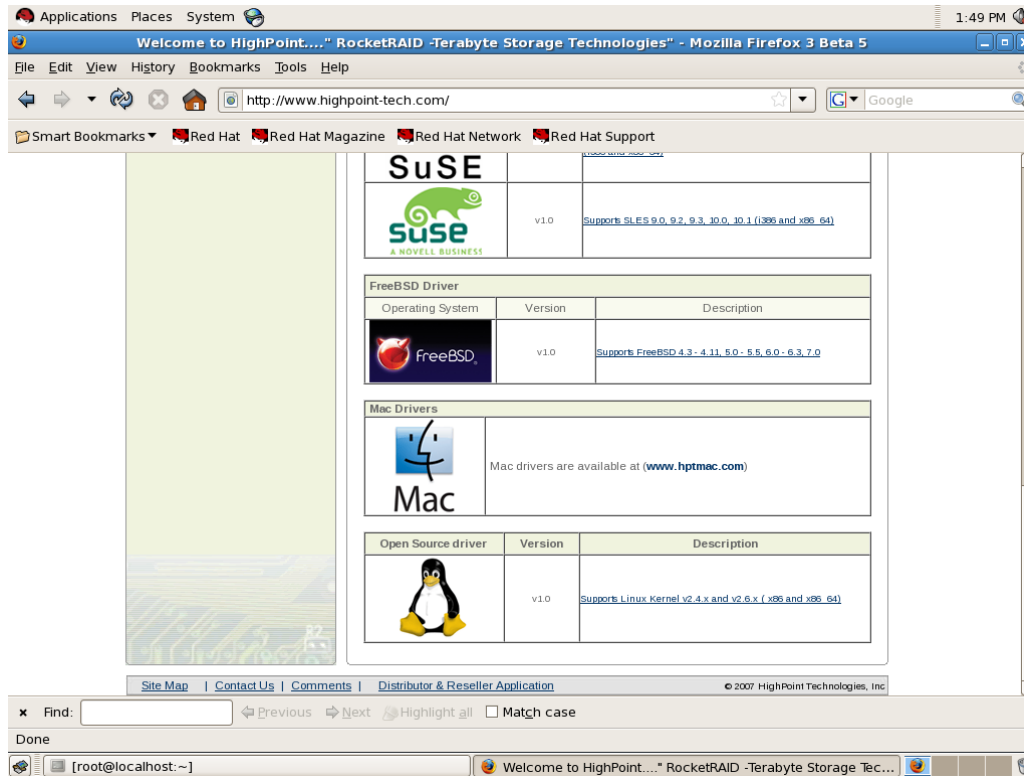 Applications Places System 1:49 PM
Welcome to HighPoint...." RocketRAID -Terabyte Storage Technologies" - Mozilla Firefox 3 Beta 5
File Edit View History Bookmarks Tools Help
http://www.highpoint-tech.com/ G Google
Smart Bookmarks Red Hat Red Hat Magazine Red Hat Network Red Hat Support
SuSE
SUSE
A NOVELL BUSINESS
v1.0
Supports SLES 9.0, 9.2, 9.3, 10.0, 10.1 (i386 and x86_64)
FreeBSD Driver
Operating System Version Description
FreeBSD
v1.0
Supports FreeBSD 4.3 - 4.11, 5.0 - 5.5, 6.0 - 6.3, 7.0
Mac Drivers
Mac
Mac drivers are available at (www.hptmac.com)
Open Source driver Version Description
v1.0
Supports Linux Kernel v2.4.x and v2.6.x ( x86 and x86_64)
Site Map | Contact Us | Comments | Distributor & Reseller Application © 2007 HighPoint Technologies, Inc
Find: Previous Next Highlight all Match case
Done
[root@localhost:~] Welcome to HighPoint...." RocketRAID -Terabyte Storage Tec...